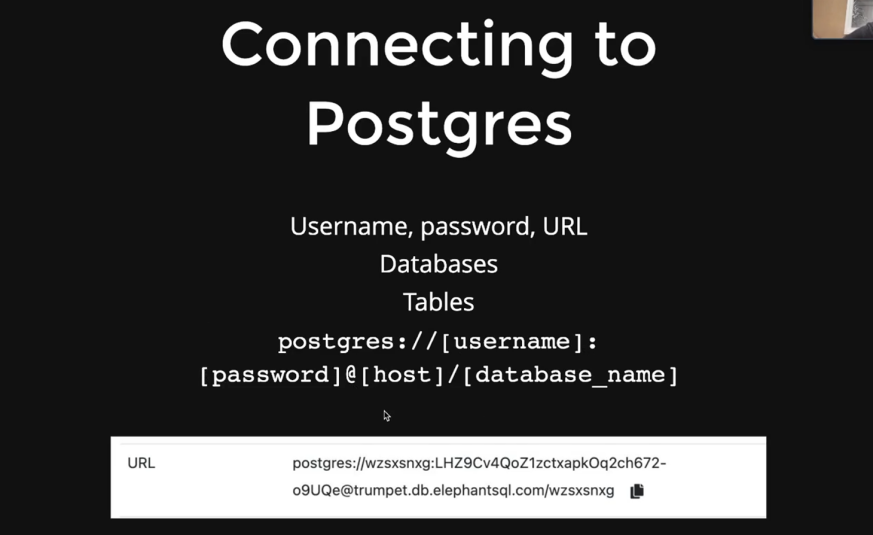 Connecting to
Postgres
Username, password, URL
Databases
Tables
postgres://[username]:
[password]@[host]/[database_name]
URL
postgres://wzsxsnxg:LHZ9Cv4QoZ1zctxapkOq2ch672-
o9UQe@trumpet.db.elephantsql.com/wzsxsnxg